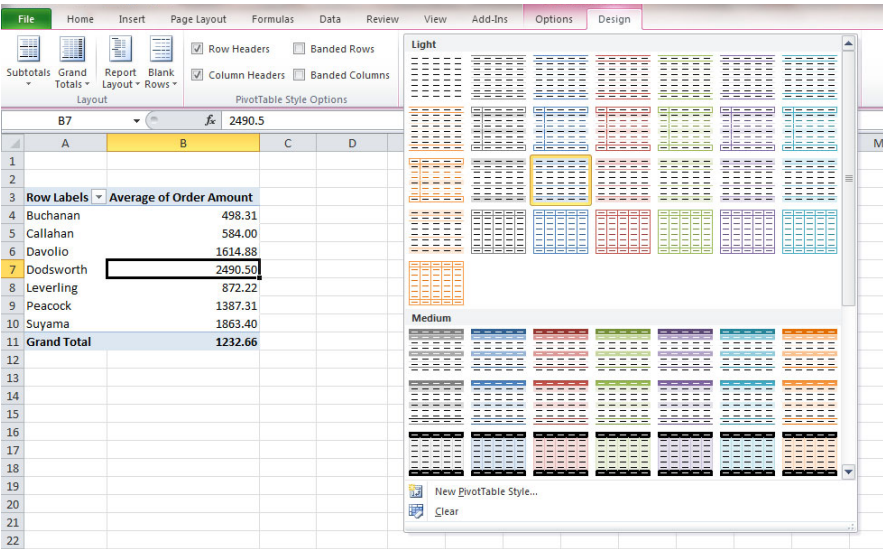 File Home Insert Page Layout Formulas Data Review View Add-Ins Options Design
Subtotals Grand Totals Report Layout Blank Rows
Row Headers Banded Rows
Column Headers Banded Columns
Layout PivotTable Style Options
B7 fx 2490.5
A B C D M
1
2
3 Row Labels Average of Order Amount
4 Buchanan 498.31
5 Callahan 584.00
6 Davolio 1614.88
7 Dodsworth 2490.50
8 Leverling 872.22
9 Peacock 1387.31
10 Suyama 1863.40
11 Grand Total 1232.66
12
13
14
15
16
17
18
19
20
21
22
Light
Medium
New PivotTable Style...
Clear